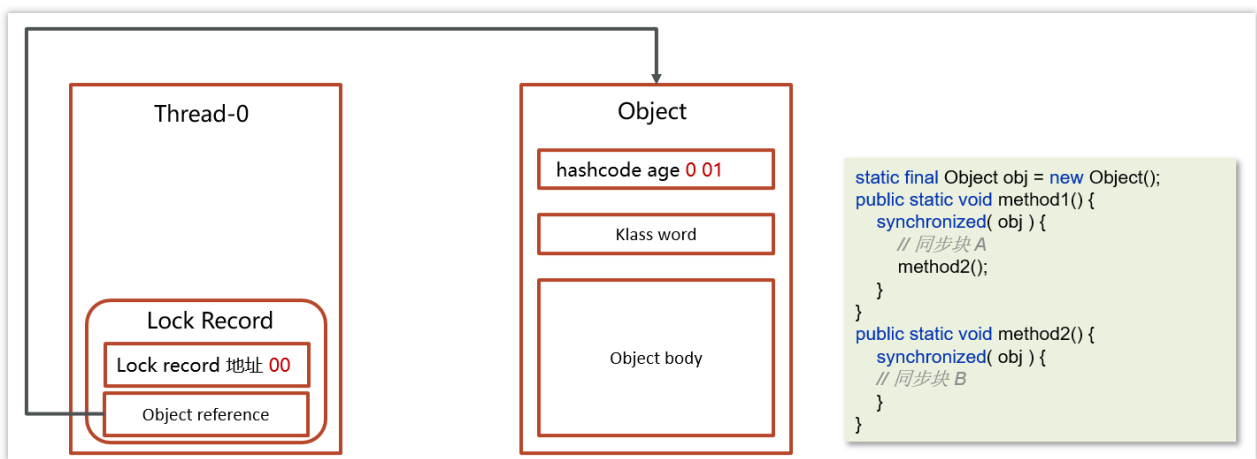 Thread-0
Lock Record
Lock record 地址 00
Object reference
Object
hashcode age 0 01
Klass word
Object body
static final Object obj = new Object();
public static void method1() {
synchronized( obj ) {
// 同步块 A
method2();
}
}
public static void method2() {
synchronized( obj ) {
// 同步块 B
}
}